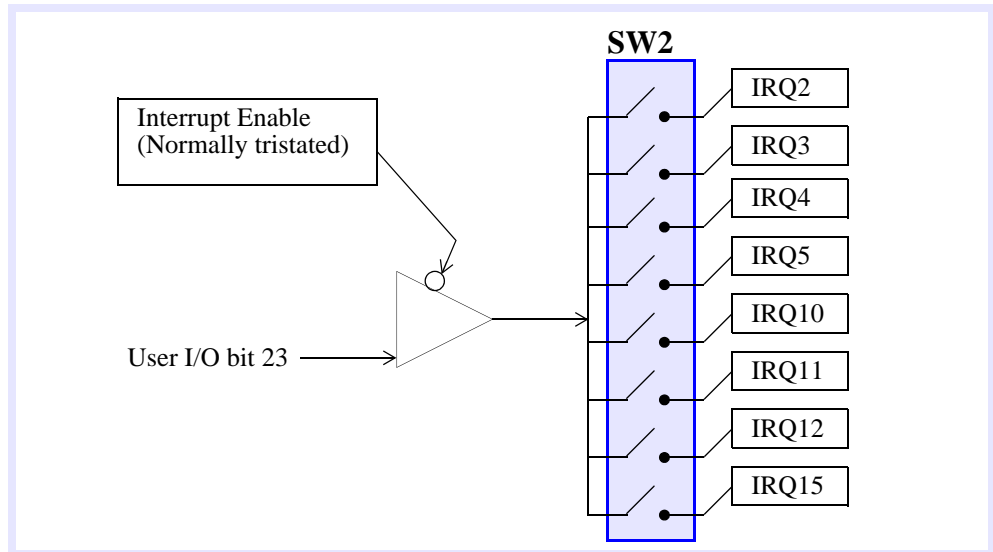 SW2
Interrupt Enable
(Normally tristated)
User I/O bit 23
IRQ2
IRQ3
IRQ4
IRQ5
IRQ10
IRQ11
IRQ12
IRQ15